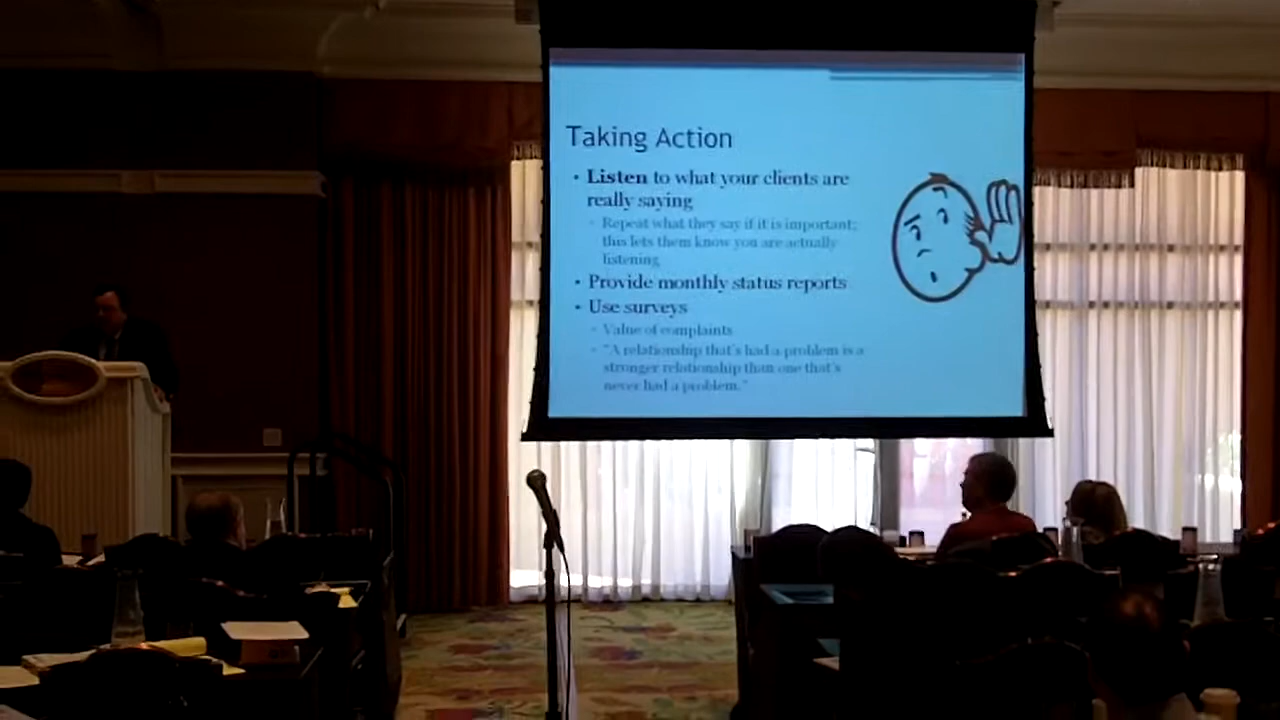 Taking Action
• Listen to what your clients are
really saying
▫ Repeat what they say if it is important;
this lets them know you are actually
listening
• Provide monthly status reports
• Use surveys
▫ Value of complaints
▫ "A relationship that's had a problem is a
stronger relationship than one that's
never had a problem."